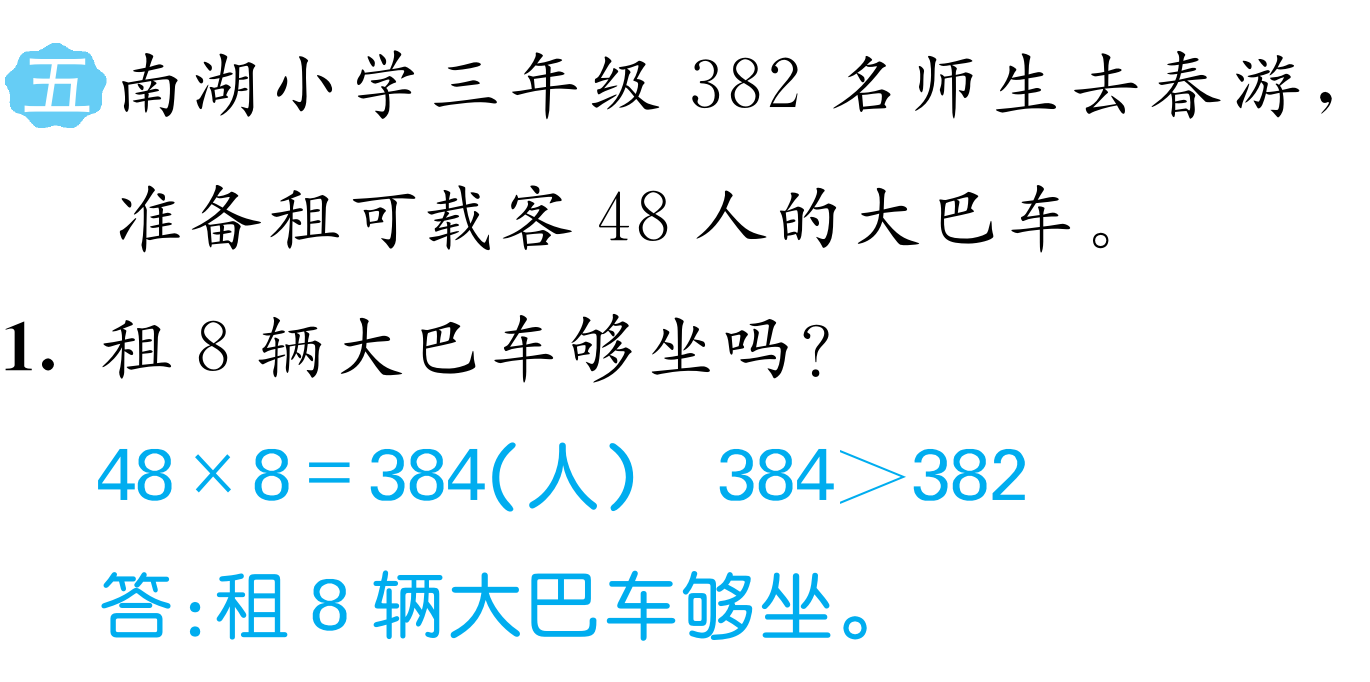 五 南湖小学三年级 382 名师生去春游，
准备租可载客 48 人的大巴车。
1. 租 8 辆大巴车够坐吗?
48×8=384(人) 384>382
答:租 8 辆大巴车够坐。